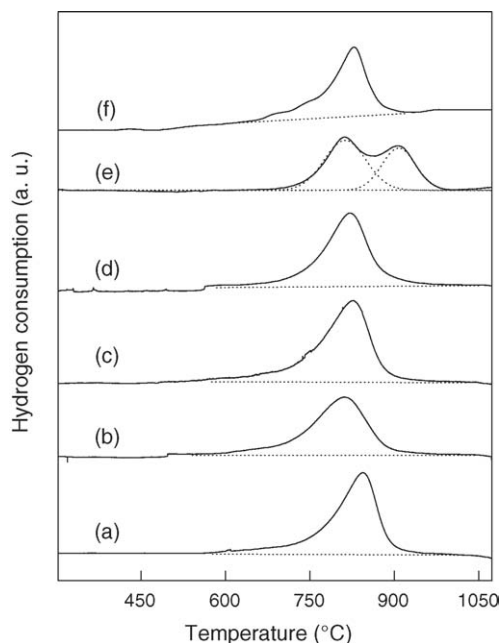 (f)
(e)
(d)
(c)
(b)
(a)
Hydrogen consumption (a. u.)
450 600 750 900 1050
Temperature (°C)